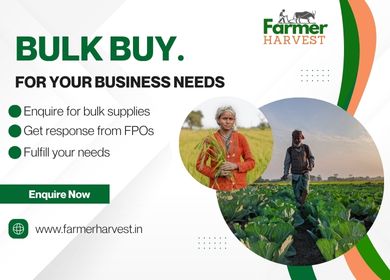 Farmer
HARVEST
BULK BUY.
FOR YOUR BUSINESS NEEDS
Enquire for bulk supplies
Get response from FPOs
Fulfill your needs
Enquire Now
www.farmerharvest.in